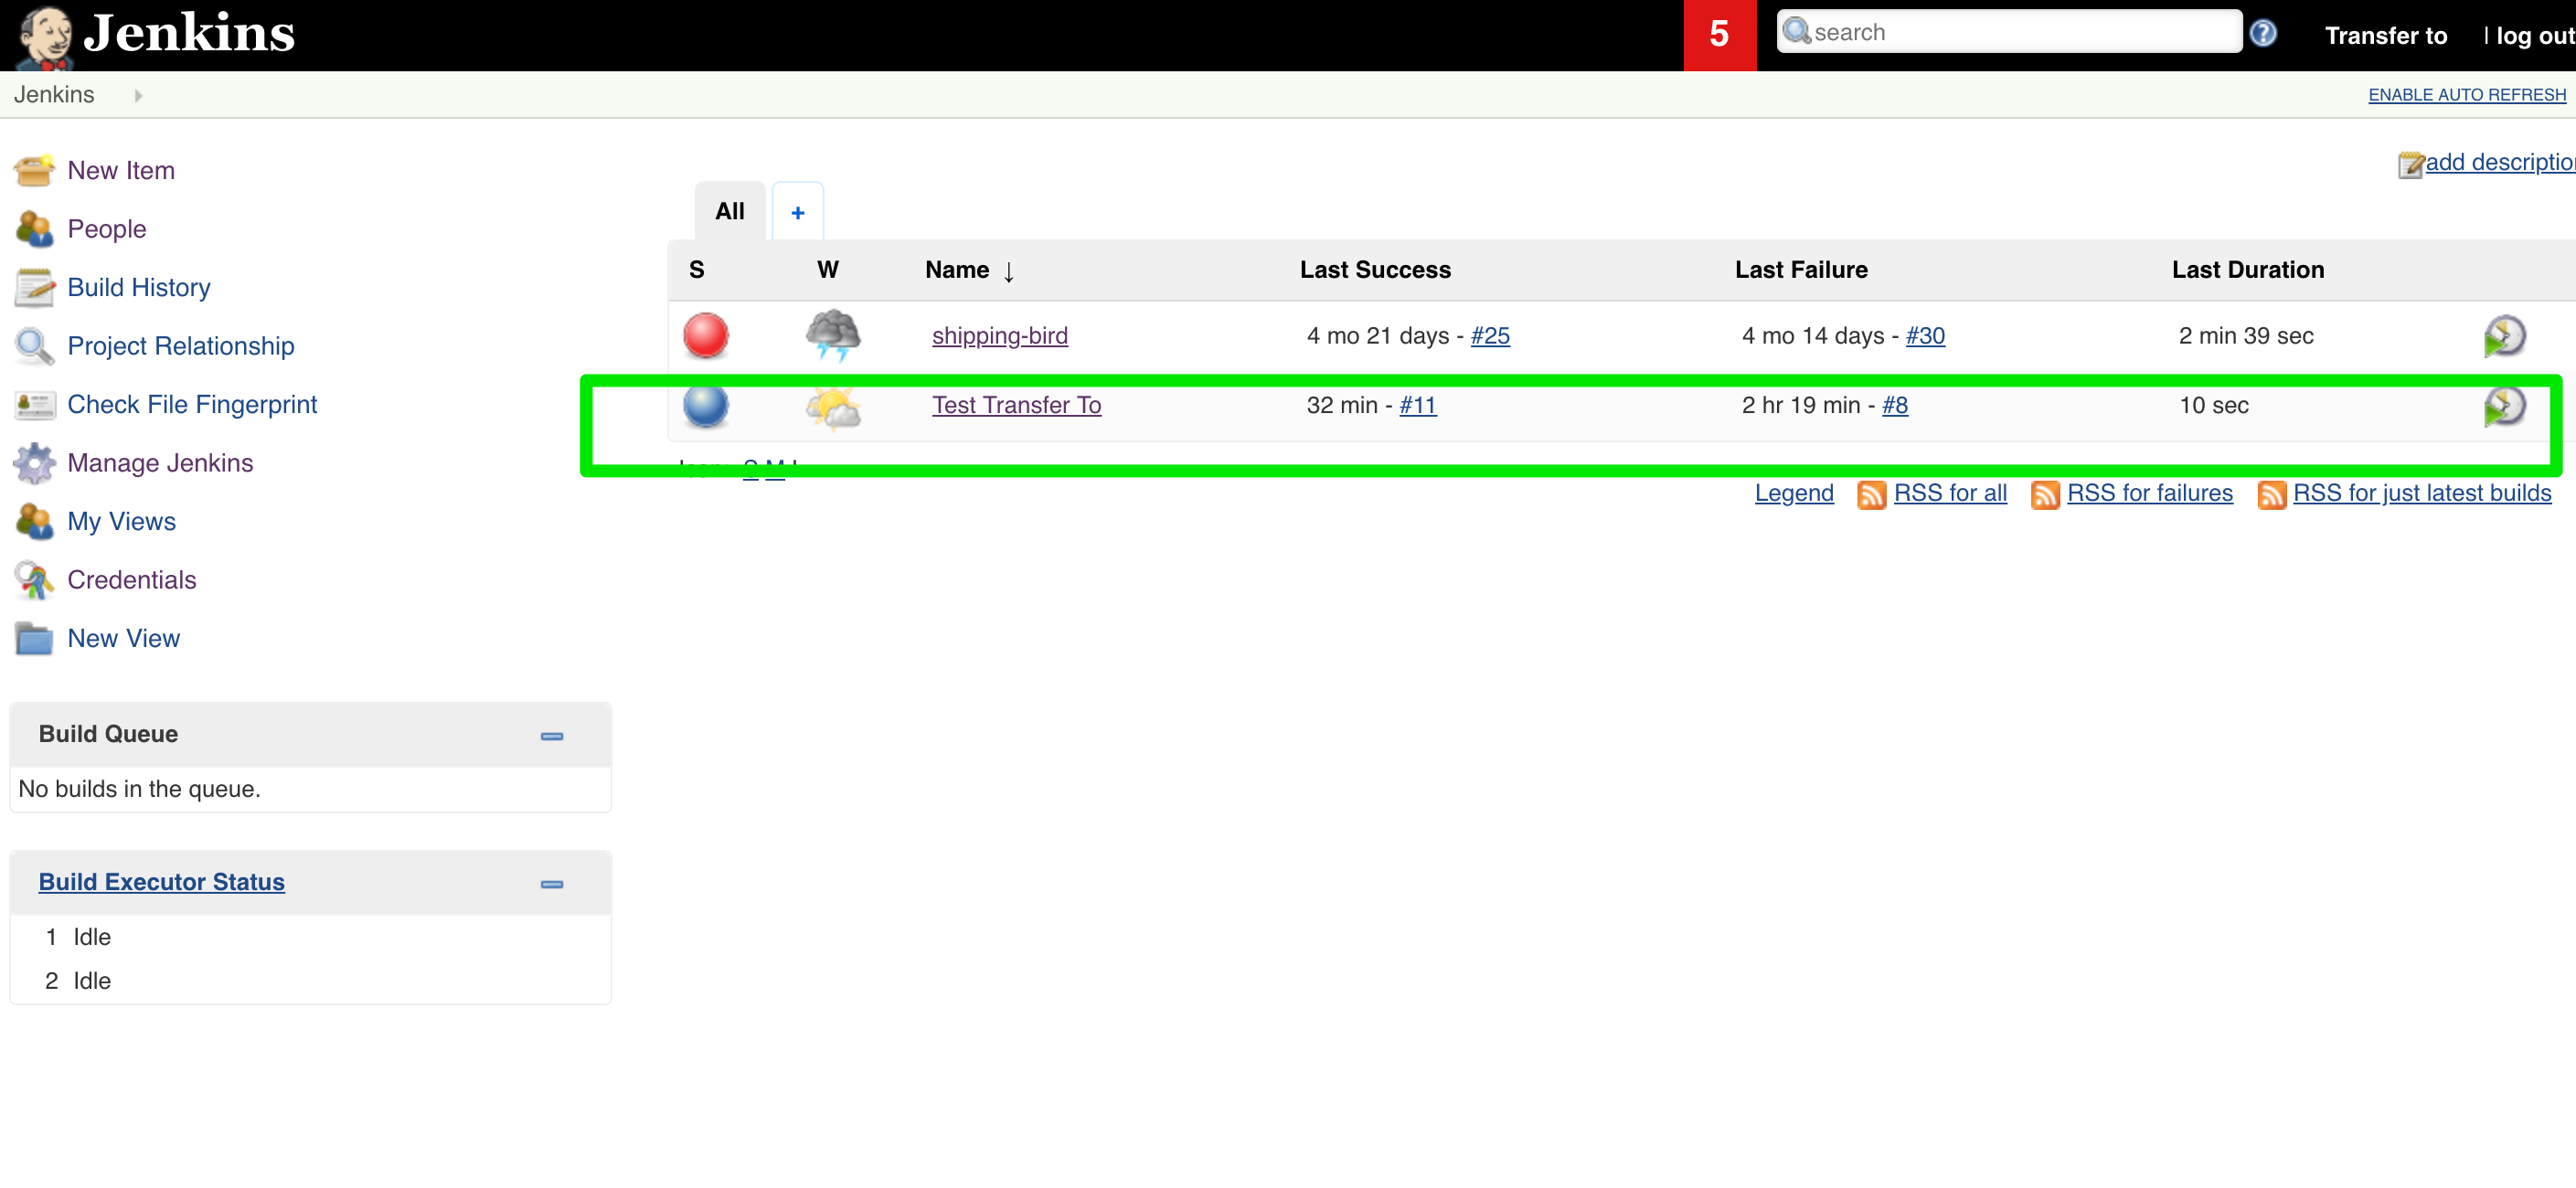 Jenkins
5
search
Transfer to | log out
Jenkins
ENABLE AUTO REFRESH
New Item
People
Build History
Project Relationship
Check File Fingerprint
Manage Jenkins
My Views
Credentials
New View
add descriptio
All +
S W Name ↓ Last Success Last Failure Last Duration
shipping-bird 4 mo 21 days - #25 4 mo 14 days - #30 2 min 39 sec
Test Transfer To 32 min - #11 2 hr 19 min - #8 10 sec
Legend RSS for all RSS for failures RSS for just latest builds
Build Queue
No builds in the queue.
Build Executor Status
1 Idle
2 Idle